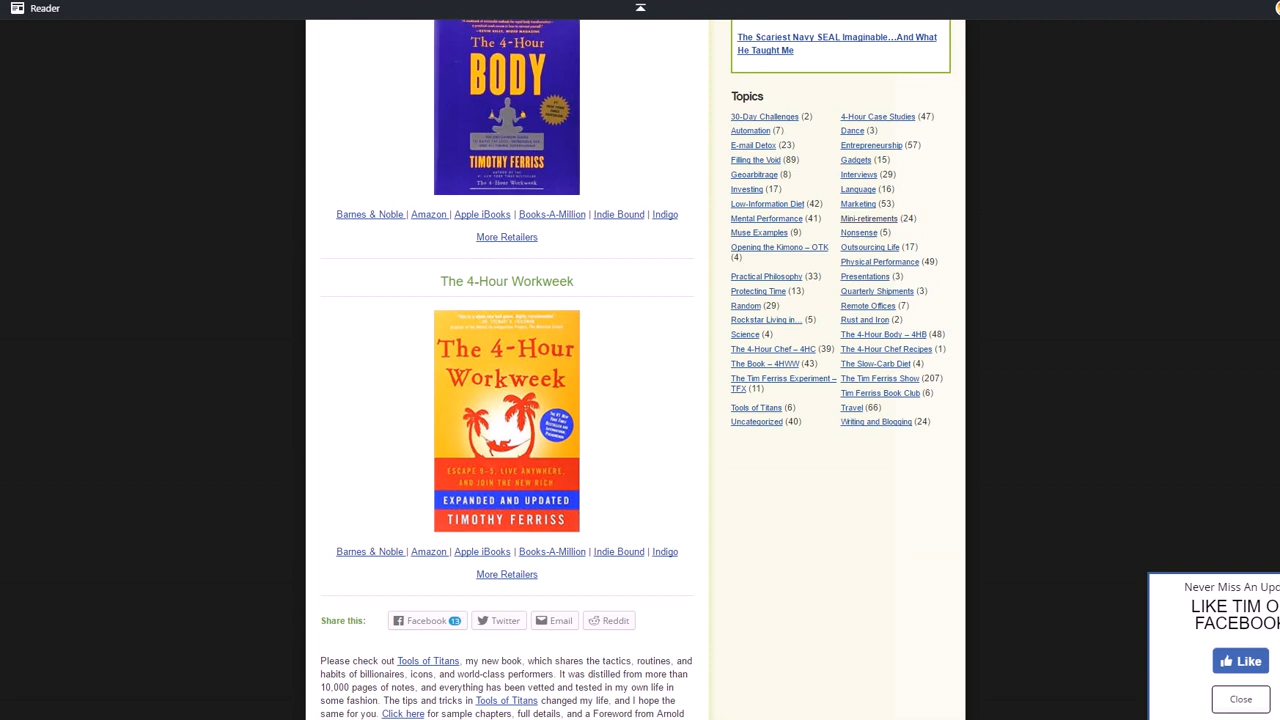 Reader
The 4-Hour
BODY
TIMOTHY FERRISS
The 4-Hour Workweek
Barnes & Noble | Amazon | Apple iBooks | Books-A-Million | Indie Bound | Indigo
More Retailers
The 4-Hour Workweek
The 4-Hour
Workweek
ESCAPE 9-5, LIVE ANYWHERE,
AND JOIN THE NEW RICH
EXPANDED AND UPDATED
TIMOTHY FERRISS
Barnes & Noble | Amazon | Apple iBooks | Books-A-Million | Indie Bound | Indigo
More Retailers
Share this: Facebook 13 Twitter Email Reddit
Please check out Tools of Titans, my new book, which shares the tactics, routines, and
habits of billionaires, icons, and world-class performers. It was distilled from more than
10,000 pages of notes, and everything has been vetted and tested in my own life in
some fashion. The tips and tricks in Tools of Titans changed my life, and I hope the
same for you. Click here for sample chapters, full details, and a Foreword from Arnold
The Scariest Navy SEAL Imaginable…And What
He Taught Me
Topics
30-Day Challenges (2) 4-Hour Case Studies (47)
Automation (7) Dance (3)
E-mail Detox (23) Entrepreneurship (57)
Filling the Void (89) Gadgets (15)
Geoarbitrage (8) Interviews (29)
Investing (17) Language (16)
Low-Information Diet (42) Marketing (53)
Mental Performance (41) Mini-retirements (24)
Muse Examples (9) Nonsense (5)
Opening the Kimono – OTK Outsourcing Life (17)
(4)
Physical Performance (49)
Practical Philosophy (33) Presentations (3)
Protecting Time (13) Quarterly Shipments (3)
Random (29) Remote Offices (7)
Rockstar Living in… (5) Rust and Iron (2)
Science (4) The 4-Hour Body – 4HB (48)
The 4-Hour Chef – 4HC (39) The 4-Hour Chef Recipes (1)
The Book – 4HWW (43) The Slow-Carb Diet (4)
The Tim Ferriss Experiment – The Tim Ferriss Show (207)
TFX (11) Tim Ferriss Book Club (6)
Tools of Titans (6) Travel (66)
Uncategorized (40) Writing and Blogging (24)
Never Miss An Upd
LIKE TIM O
FACEBOOK
Like
Close